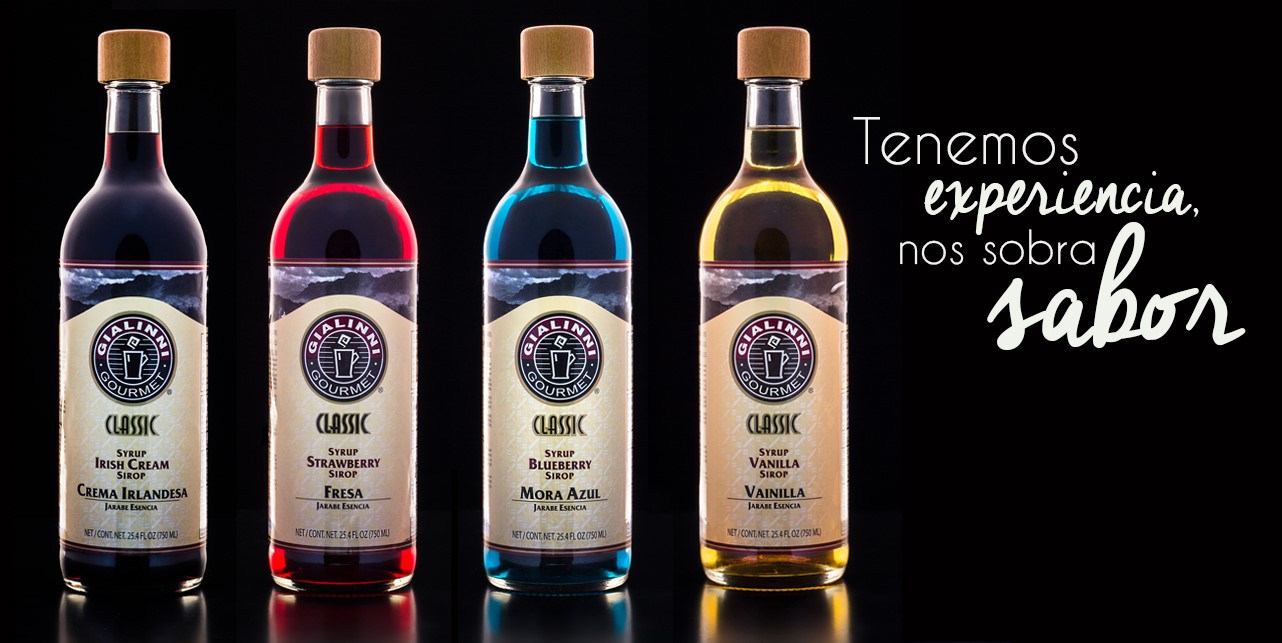 GIALINNI
GOURMET
CLASSIC
SYRUP
IRISH CREAM
SIROP
CREMA IRLANDESA
JARABE ESENCIA
NET / CONT. NET. 25.4 FL OZ (750 ML)
GIALINNI
GOURMET
CLASSIC
SYRUP
STRAWBERRY
SIROP
FRESA
JARABE ESENCIA
NET / CONT. NET. 25.4 FL OZ (750 ML)
GIALINNI
GOURMET
CLASSIC
SYRUP
BLUEBERRY
SIROP
MORA AZUL
JARABE ESENCIA
NET / CONT. NET. 25.4 FL OZ (750 ML)
GIALINNI
GOURMET
CLASSIC
SYRUP
VANILLA
SIROP
VAINILLA
JARABE ESENCIA
NET / CONT. NET. 25.4 FL OZ (750 ML)
Tenemos
experiencia,
nos sobra
sabor